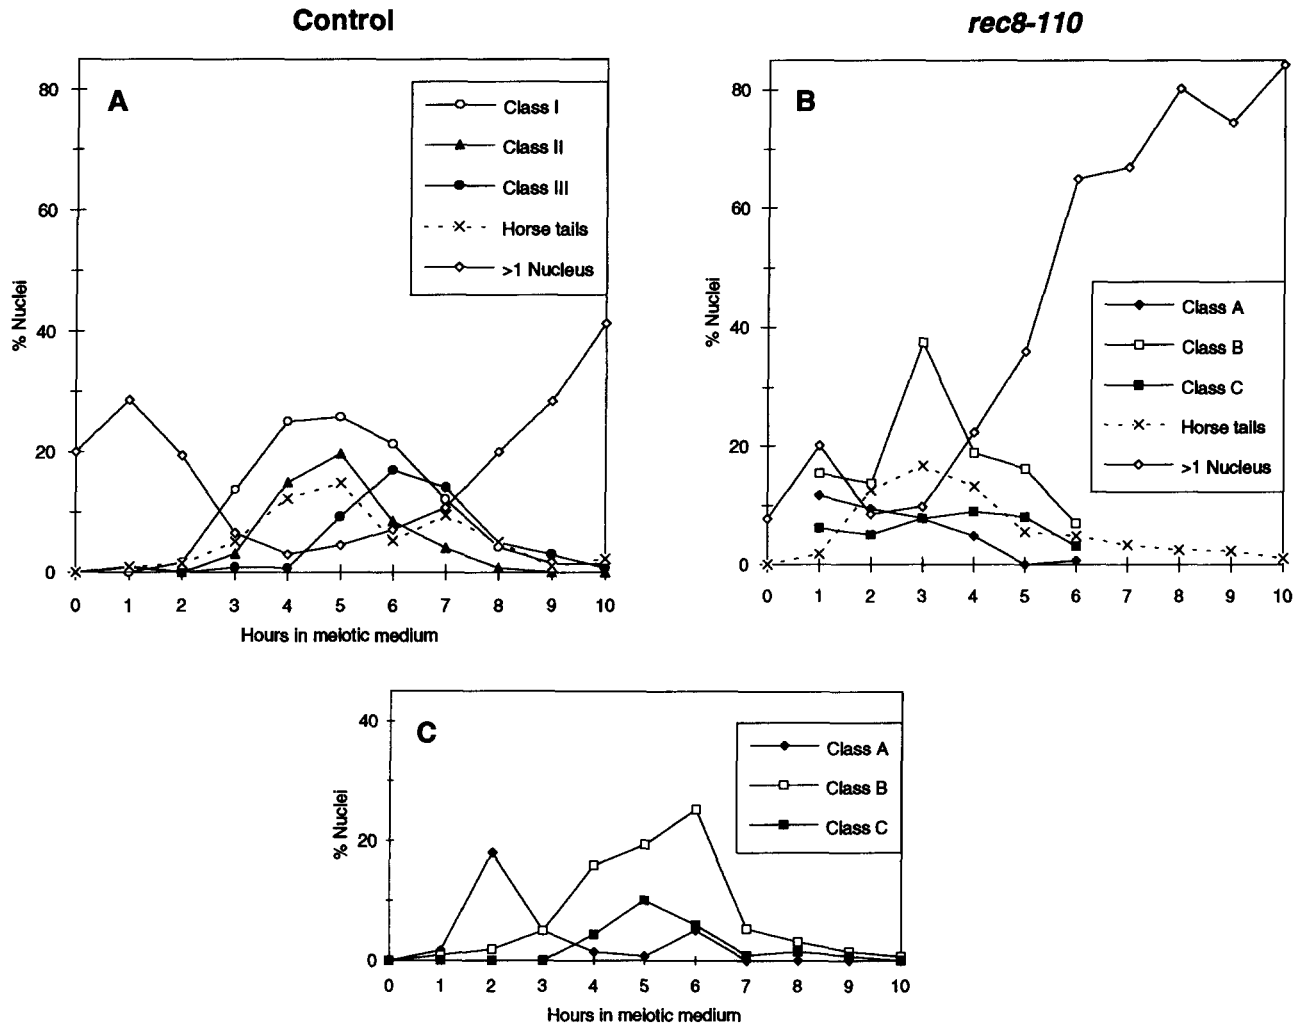 Control
rec8-110
A
80
60
40
20
0
% Nuclei
Class I
Class II
Class III
Horse tails
>1 Nucleus
0 1 2 3 4 5 6 7 8 9 10
Hours in meiotic medium
B
80
60
40
20
0
% Nuclei
Class A
Class B
Class C
Horse tails
>1 Nucleus
0 1 2 3 4 5 6 7 8 9 10
C
40
20
0
% Nuclei
Class A
Class B
Class C
0 1 2 3 4 5 6 7 8 9 10
Hours in meiotic medium